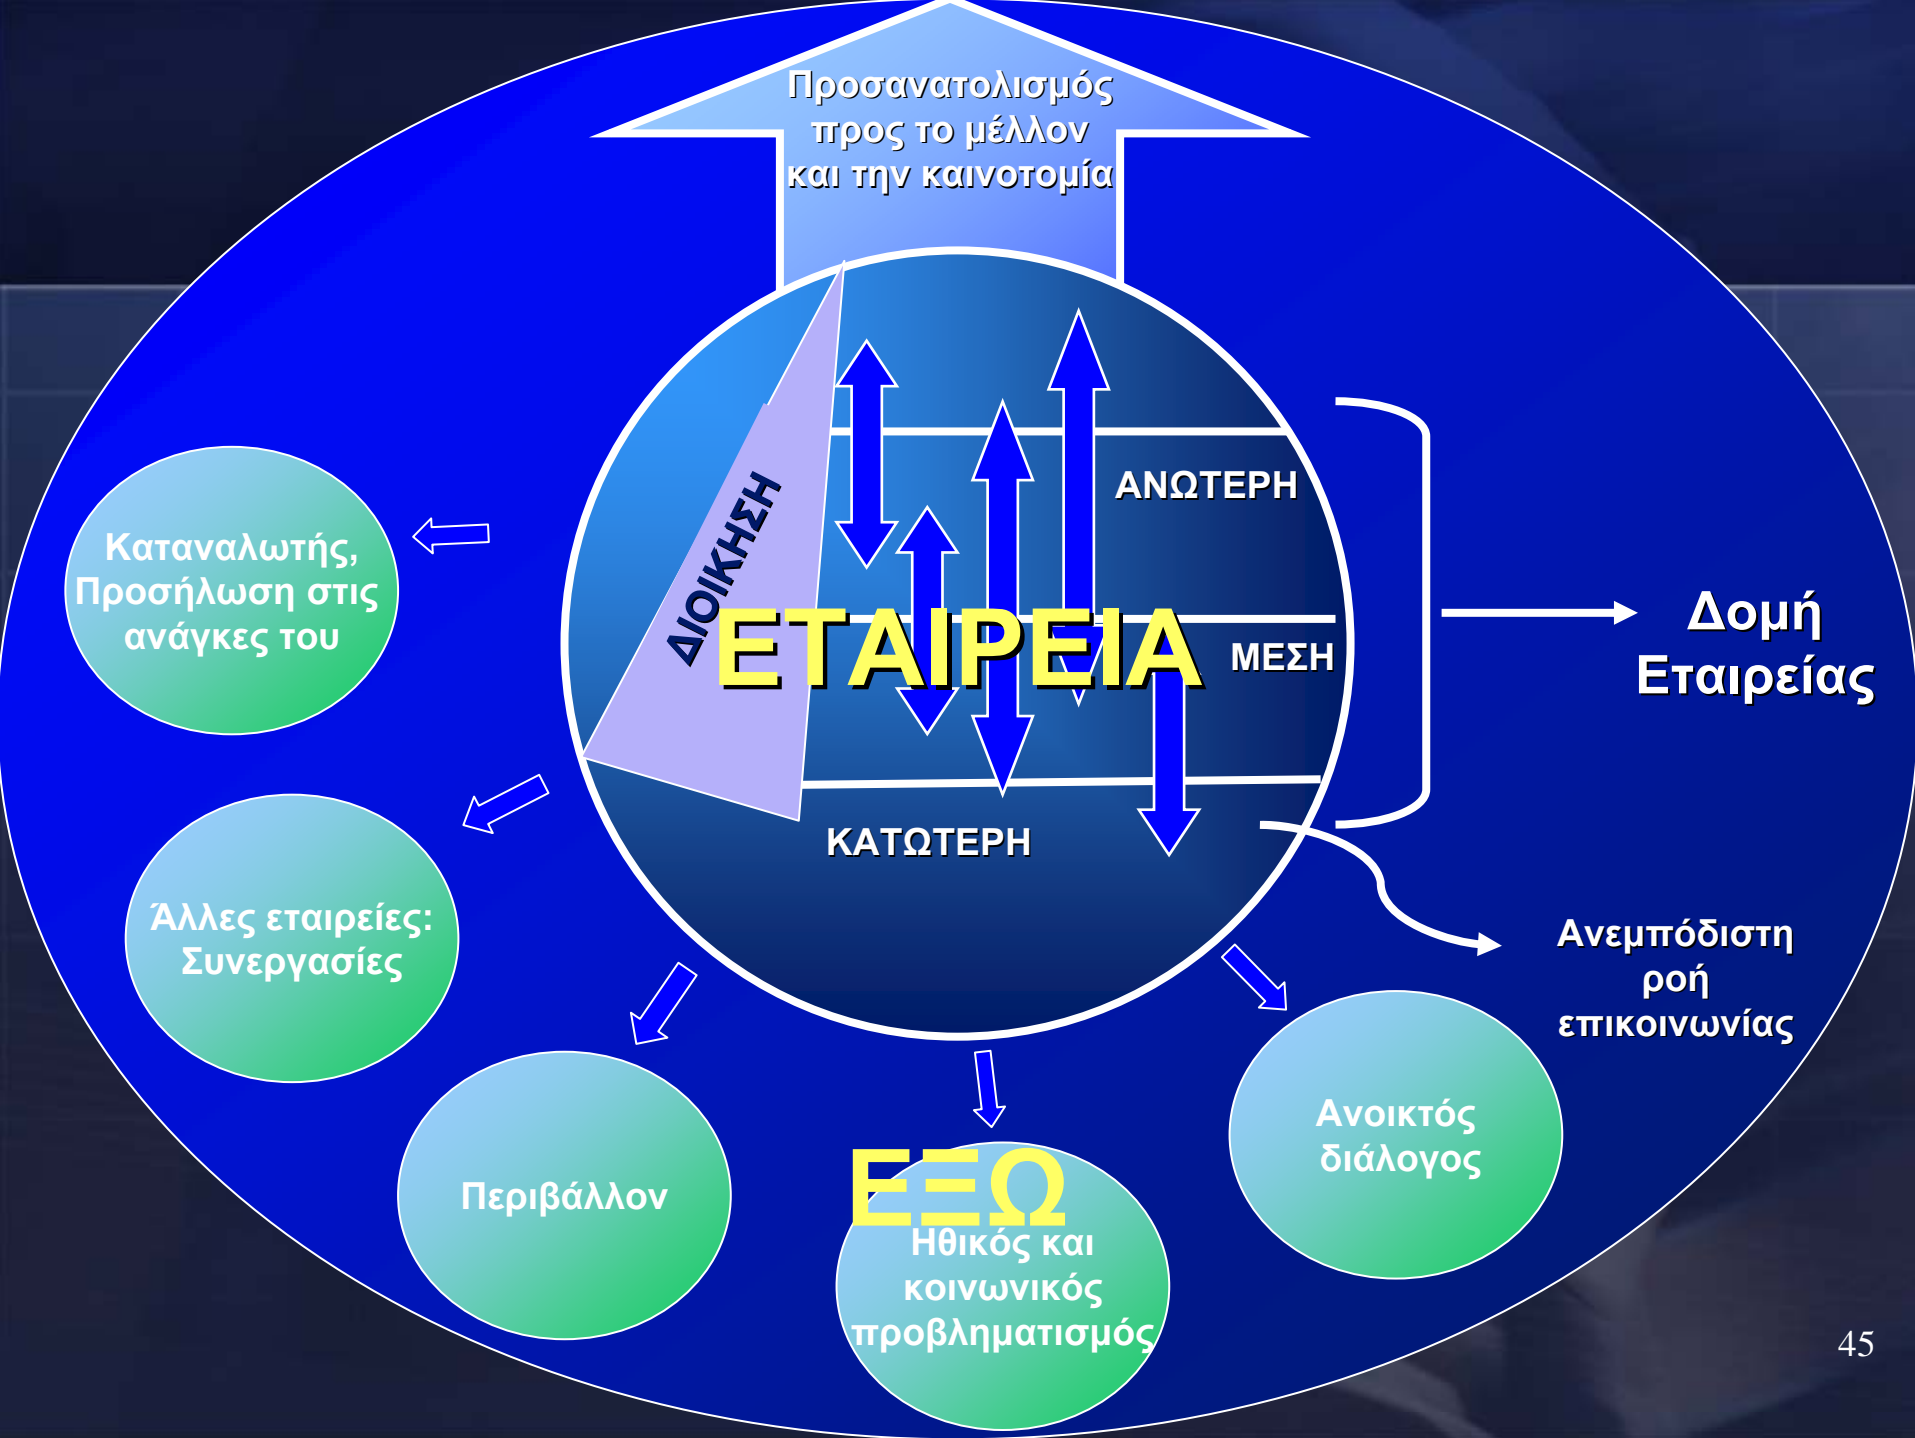 Προσανατολισμός
προς το μέλλον
και την καινοτομία
ΔΙΟΙΚΗΣΗ
ΑΝΩΤΕΡΗ
ΕΤΑΙΡΕΙΑ
ΜΕΣΗ
ΚΑΤΩΤΕΡΗ
Καταναλωτής,
Προσήλωση στις
ανάγκες του
Δομή
Εταιρείας
Άλλες εταιρείες:
Συνεργασίες
Ανεμπόδιστη
ροή
επικοινωνίας
Περιβάλλον
ΕΞΩ
Ηθικός και
κοινωνικός
προβληματισμός
Ανοικτός
διάλογος
45